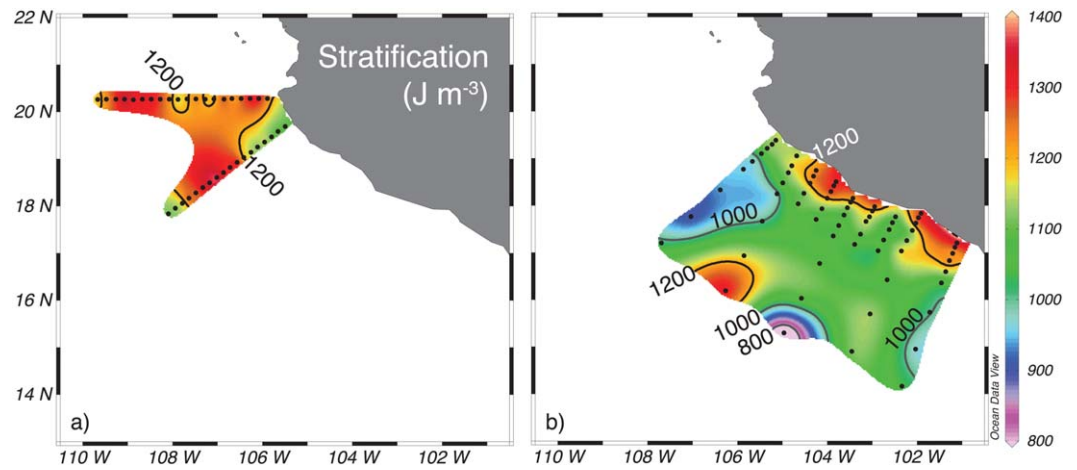 22 N
20 N
18 N
16 N
14 N
110 W
108 W
106 W
104 W
102 W
a)
Stratification
(J m⁻³)
1200
1200
110 W
108 W
106 W
104 W
102 W
b)
1200
1000
1200
1000
800
1000
Ocean Data View
1400
1300
1200
1100
1000
900
800